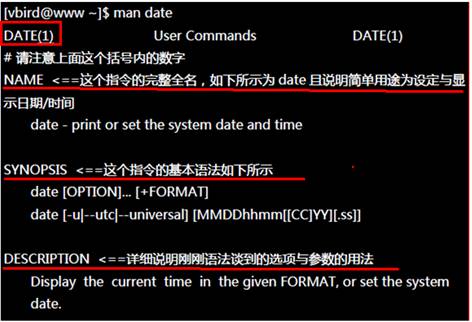 [vbird@www ~]$ man date
DATE(1) User Commands DATE(1)
# 请注意上面这个括号内的数字
NAME <==这个指令的完整全名，如下所示为 date 且说明简单用途为设定与显
示日期/时间
date - print or set the system date and time
SYNOPSIS <==这个指令的基本语法如下所示
date [OPTION]... [+FORMAT]
date [-u|--utc|--universal] [MMDDhhmm[[CC]YY][.ss]]
DESCRIPTION <==详细说明刚刚语法谈到的选项与参数的用法
Display the current time in the given FORMAT, or set the system
date.